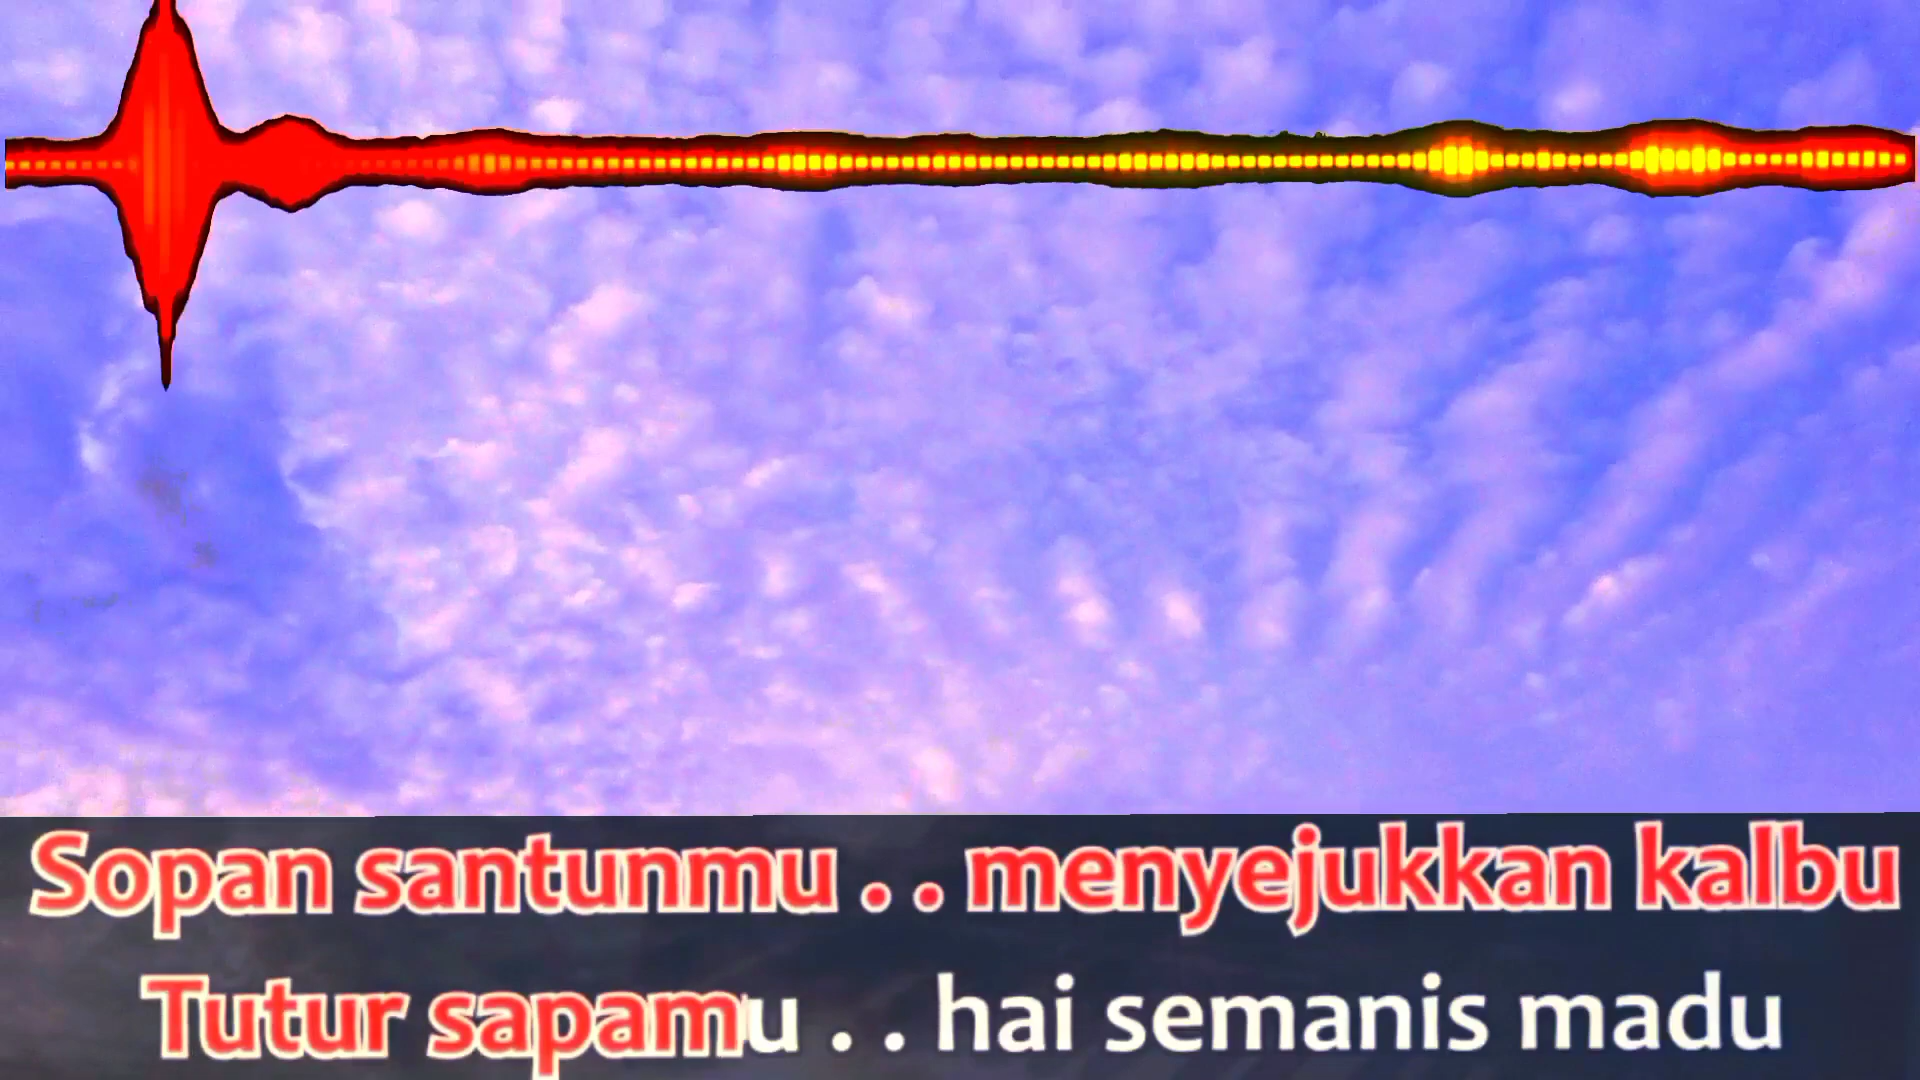 Sopan santunmu . . menyejukkan kalbu
Tutur sapamu . . hai semanis madu